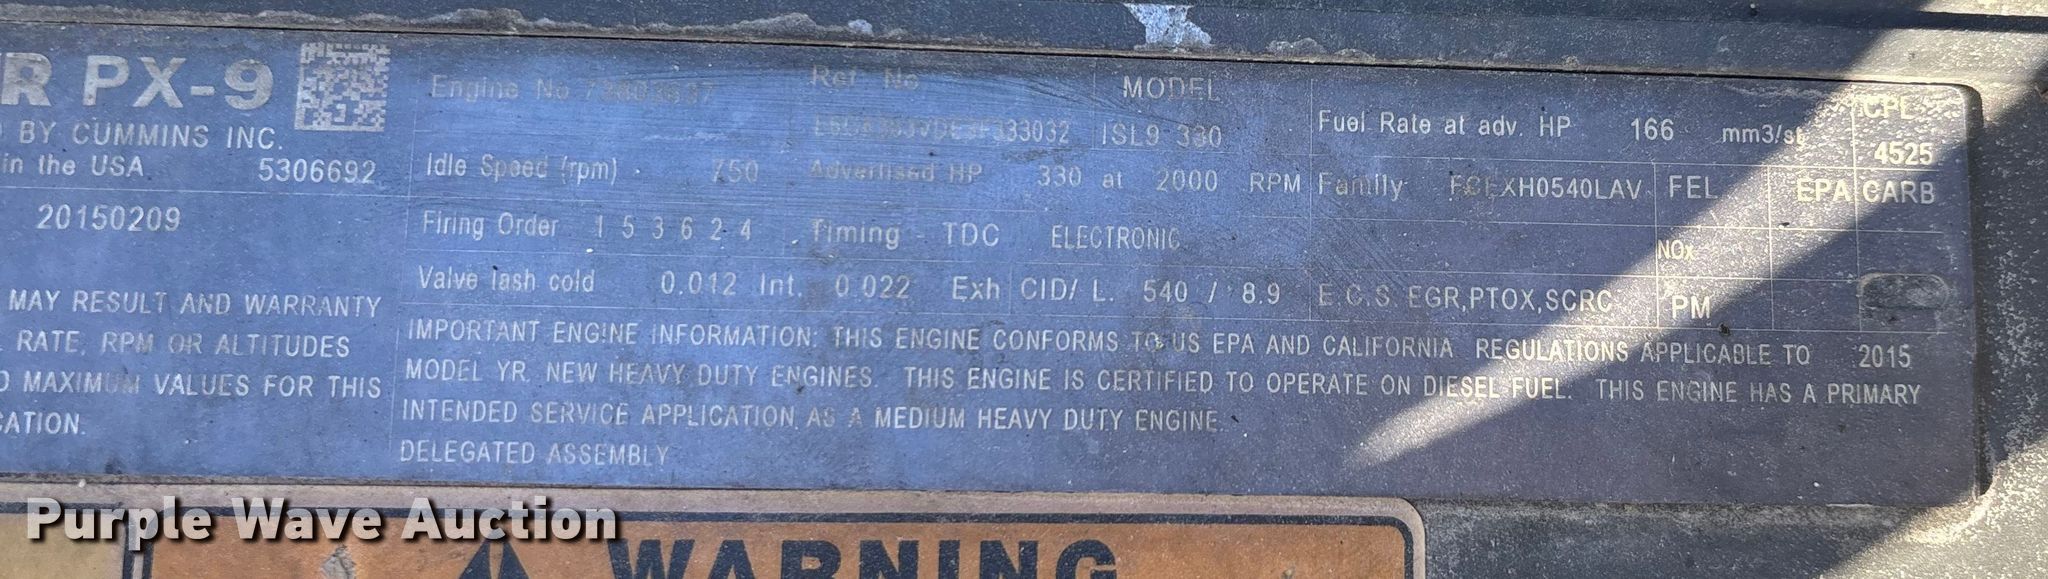 R PX-9
BY CUMMINS INC.
in the USA 5306692
20150209
MAY RESULT AND WARRANTY
RATE, RPM OR ALTITUDES
MAXIMUM VALUES FOR THIS
CATION.
Engine No Ref. No MODEL
ISL9 330
Fuel Rate at adv. HP 166 mm3/st
CPL
4525
Idle Speed (rpm) 750 Advertised HP 330 at 2000 RPM Family FCEXH0540LAV FEL EPA CARB
Firing Order 1 5 3 6 2 4 Timing - TDC ELECTRONIC NOx
Valve lash cold 0.012 Int. 0.022 Exh CID/ L. 540 / 8.9 E.C.S. EGR,PTOX,SCRC PM
IMPORTANT ENGINE INFORMATION: THIS ENGINE CONFORMS TO US EPA AND CALIFORNIA REGULATIONS APPLICABLE TO 2015
MODEL YR. NEW HEAVY DUTY ENGINES. THIS ENGINE IS CERTIFIED TO OPERATE ON DIESEL FUEL. THIS ENGINE HAS A PRIMARY
INTENDED SERVICE APPLICATION AS A MEDIUM HEAVY DUTY ENGINE.
DELEGATED ASSEMBLY
Purple Wave Auction
WARNING